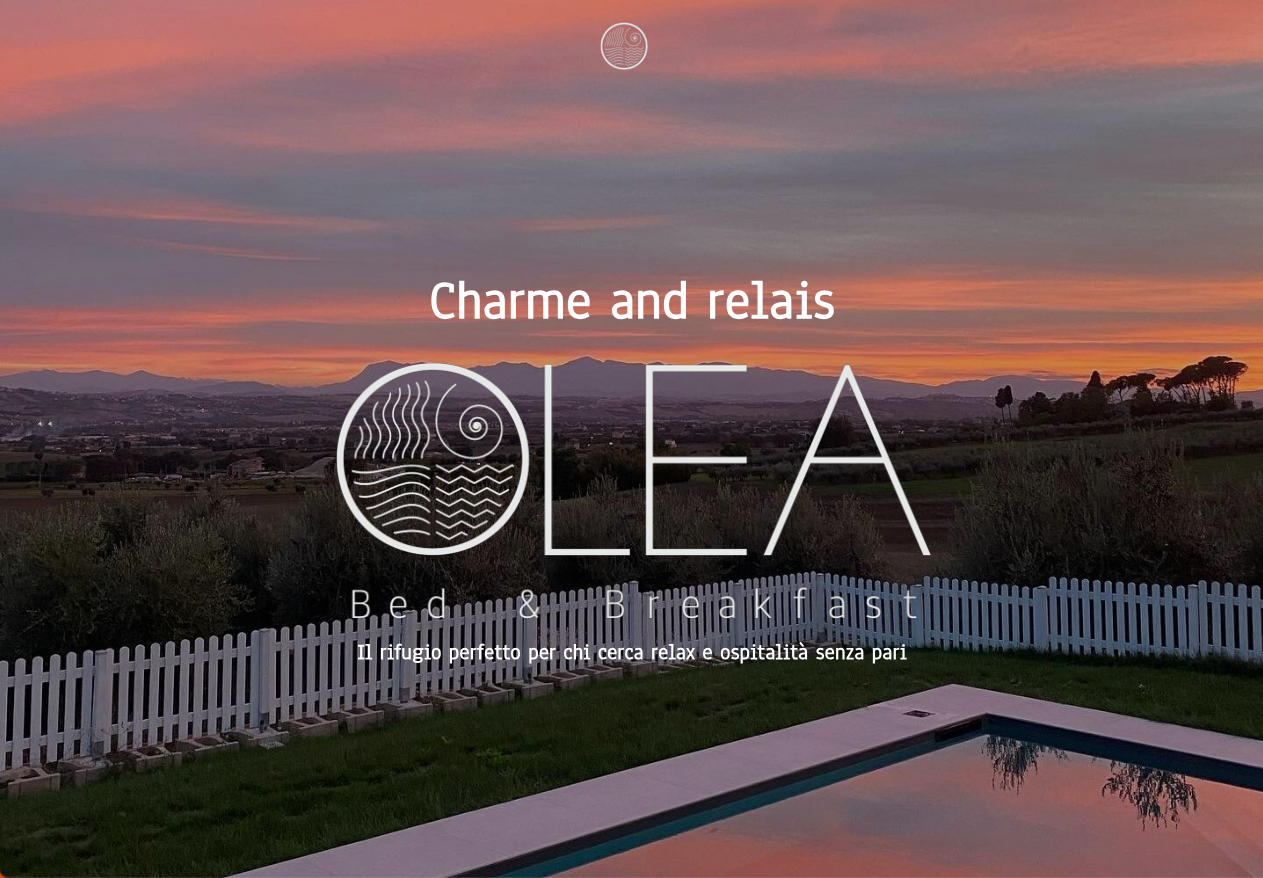 Charme and relais
OLEA
Bed & Breakfast
Il rifugio perfetto per chi cerca relax e ospitalità senza pari